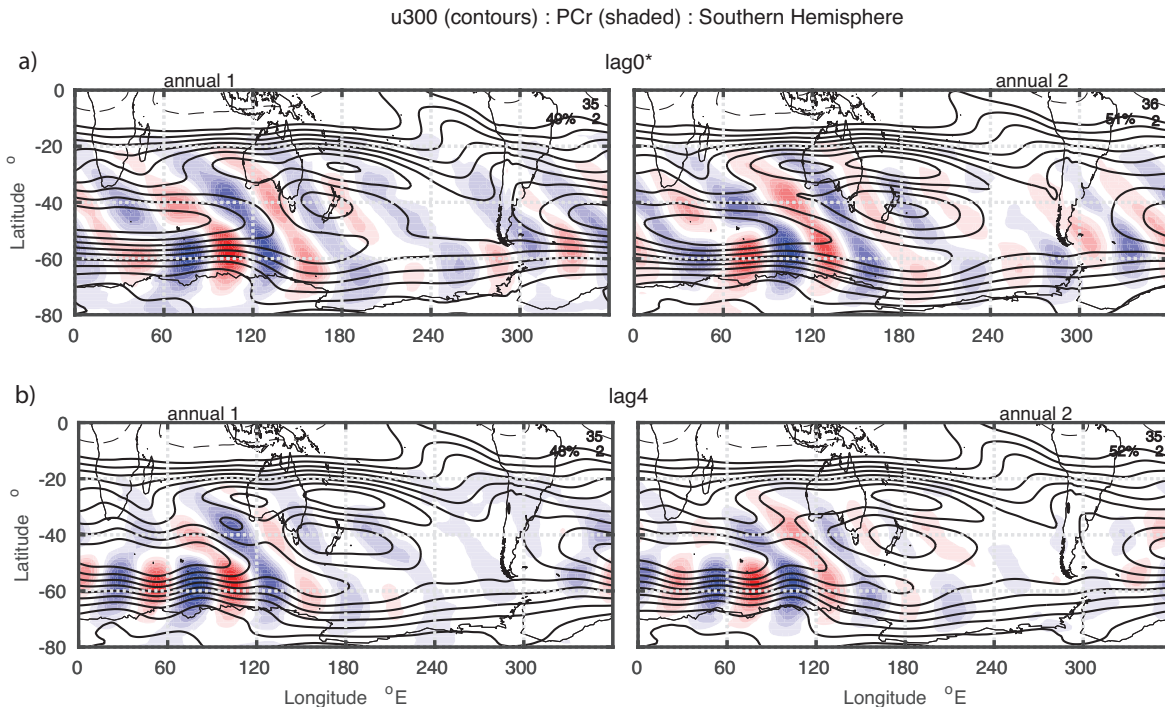 u300 (contours) : PCr (shaded) : Southern Hemisphere
a)
lag0*
annual 1
annual 2
35
49% 2
36
51% 2
0
-20
-40
-60
-80
Latitude °
0 60 120 180 240 300
0 60 120 180 240 300
b)
lag4
annual 1
annual 2
35
48% 2
35
52% 2
0
-20
-40
-60
-80
Latitude °
0 60 120 180 240 300
0 60 120 180 240 300
Longitude °E
Longitude °E